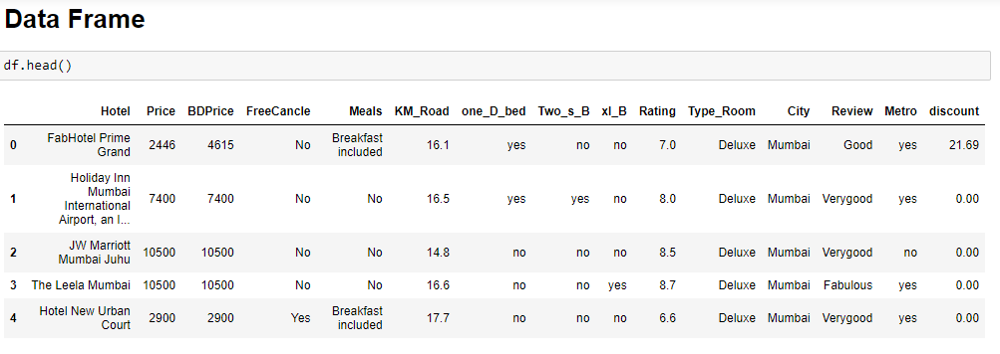 Data Frame
df.head()
Hotel Price BDPrice FreeCancle Meals KM_Road one_D_bed Two_s_B xl_B Rating Type_Room City Review Metro discount
0 FabHotel Prime Grand 2446 4615 No Breakfast included 16.1 yes no no 7.0 Deluxe Mumbai Good yes 21.69
1 Holiday Inn Mumbai International Airport, an I... 7400 7400 No No 16.5 yes yes no 8.0 Deluxe Mumbai Verygood yes 0.00
2 JW Marriott Mumbai Juhu 10500 10500 No No 14.8 no no no 8.5 Deluxe Mumbai Verygood no 0.00
3 The Leela Mumbai 10500 10500 No No 16.6 no no yes 8.7 Deluxe Mumbai Fabulous yes 0.00
4 Hotel New Urban Court 2900 2900 Yes Breakfast included 17.7 no no no 6.6 Deluxe Mumbai Verygood yes 0.00